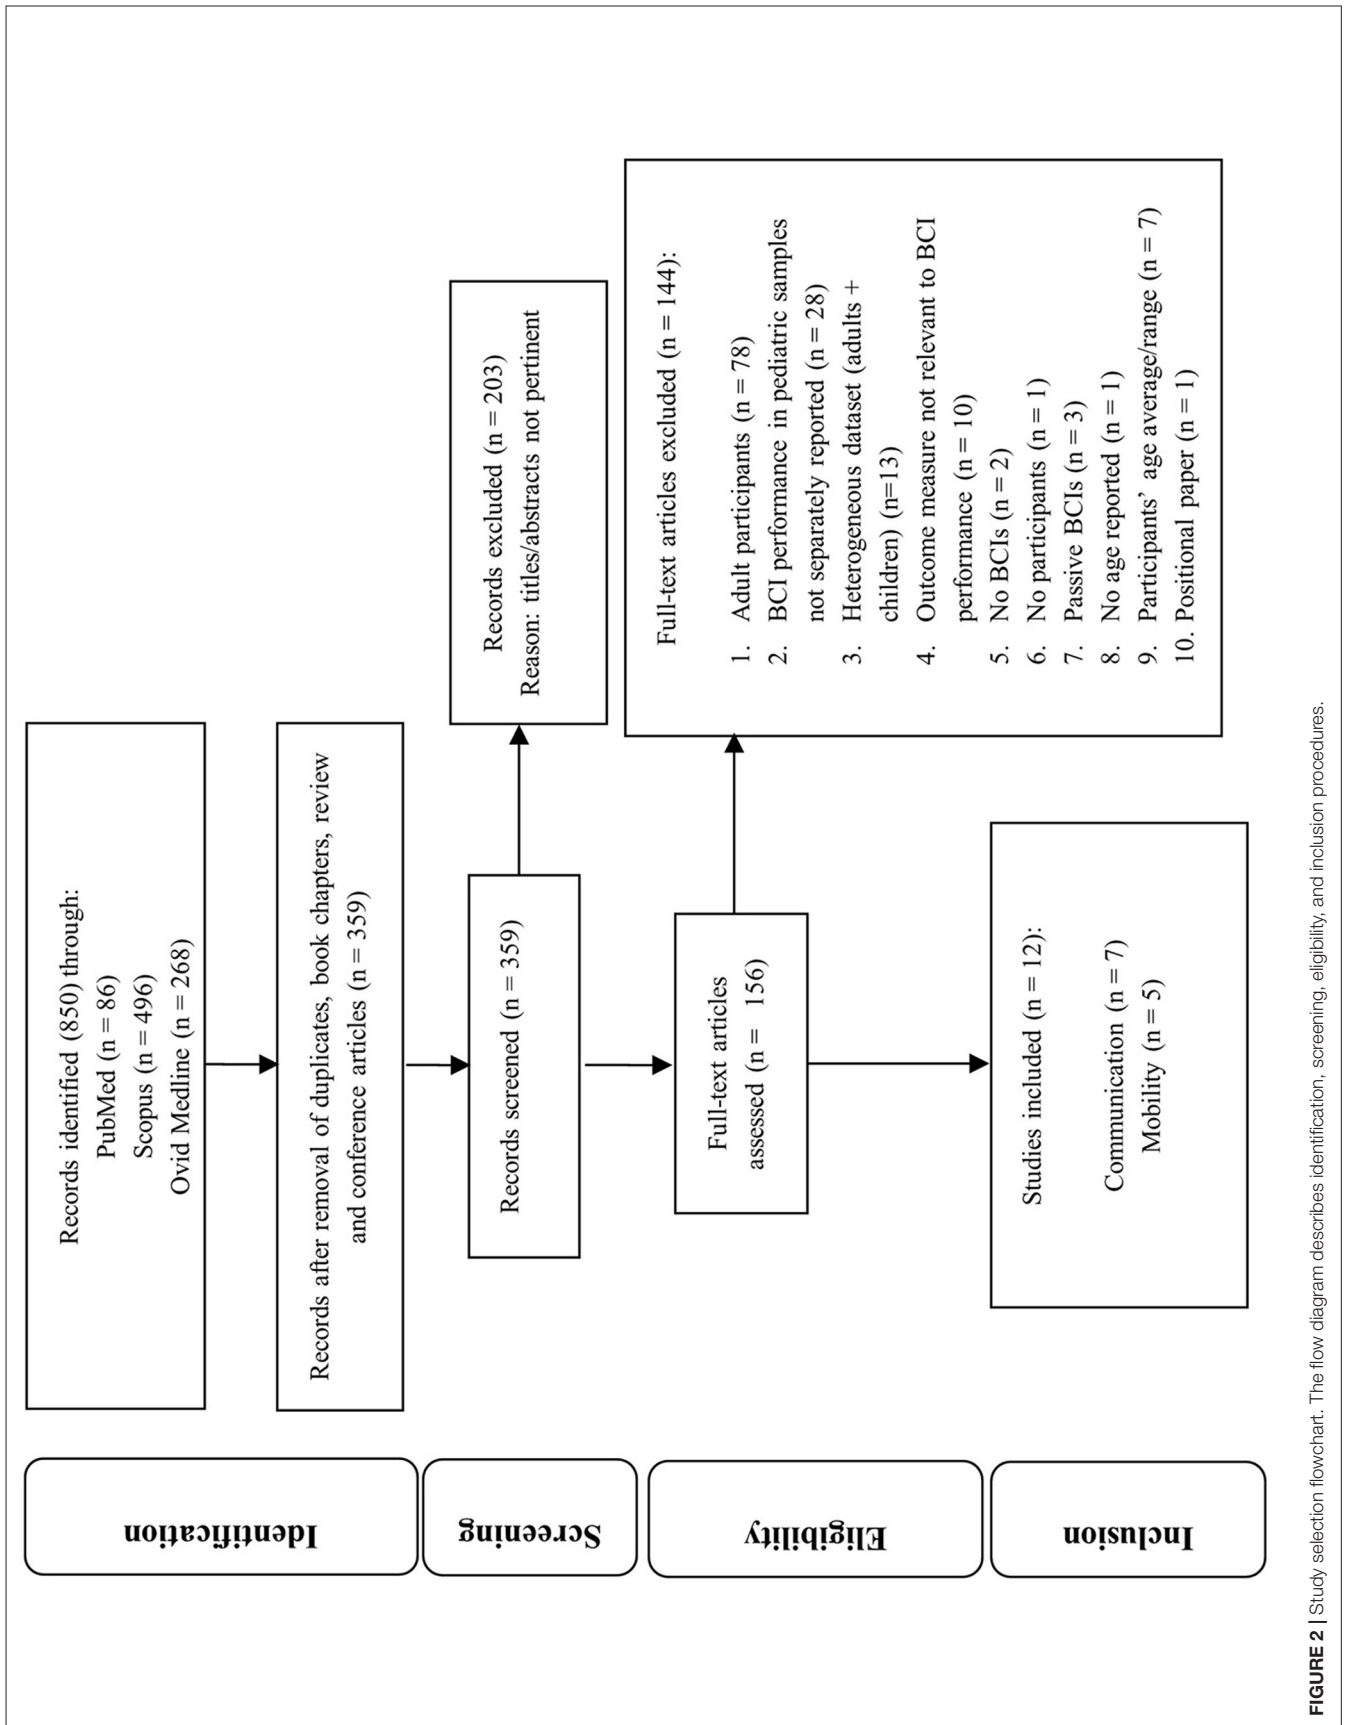 Identification
Records identified (850) through:
PubMed (n = 86)
Scopus (n = 496)
Ovid Medline (n = 268)
Records after removal of duplicates, book chapters, review
and conference articles (n = 359)
Screening
Records screened (n = 359)
Records excluded (n = 203)
Reason: titles/abstracts not pertinent
Eligibility
Full-text articles
assessed (n = 156)
Full-text articles excluded (n = 144):
1. Adult participants (n = 78)
2. BCI performance in pediatric samples
not separately reported (n = 28)
3. Heterogeneous dataset (adults +
children) (n=13)
4. Outcome measure not relevant to BCI
performance (n = 10)
5. No BCIs (n = 2)
6. No participants (n = 1)
7. Passive BCIs (n = 3)
8. No age reported (n = 1)
9. Participants’ age average/range (n = 7)
10. Positional paper (n = 1)
Inclusion
Studies included (n = 12):
Communication (n = 7)
Mobility (n = 5)
FIGURE 2 | Study selection flowchart. The flow diagram describes identification, screening, eligibility, and inclusion procedures.